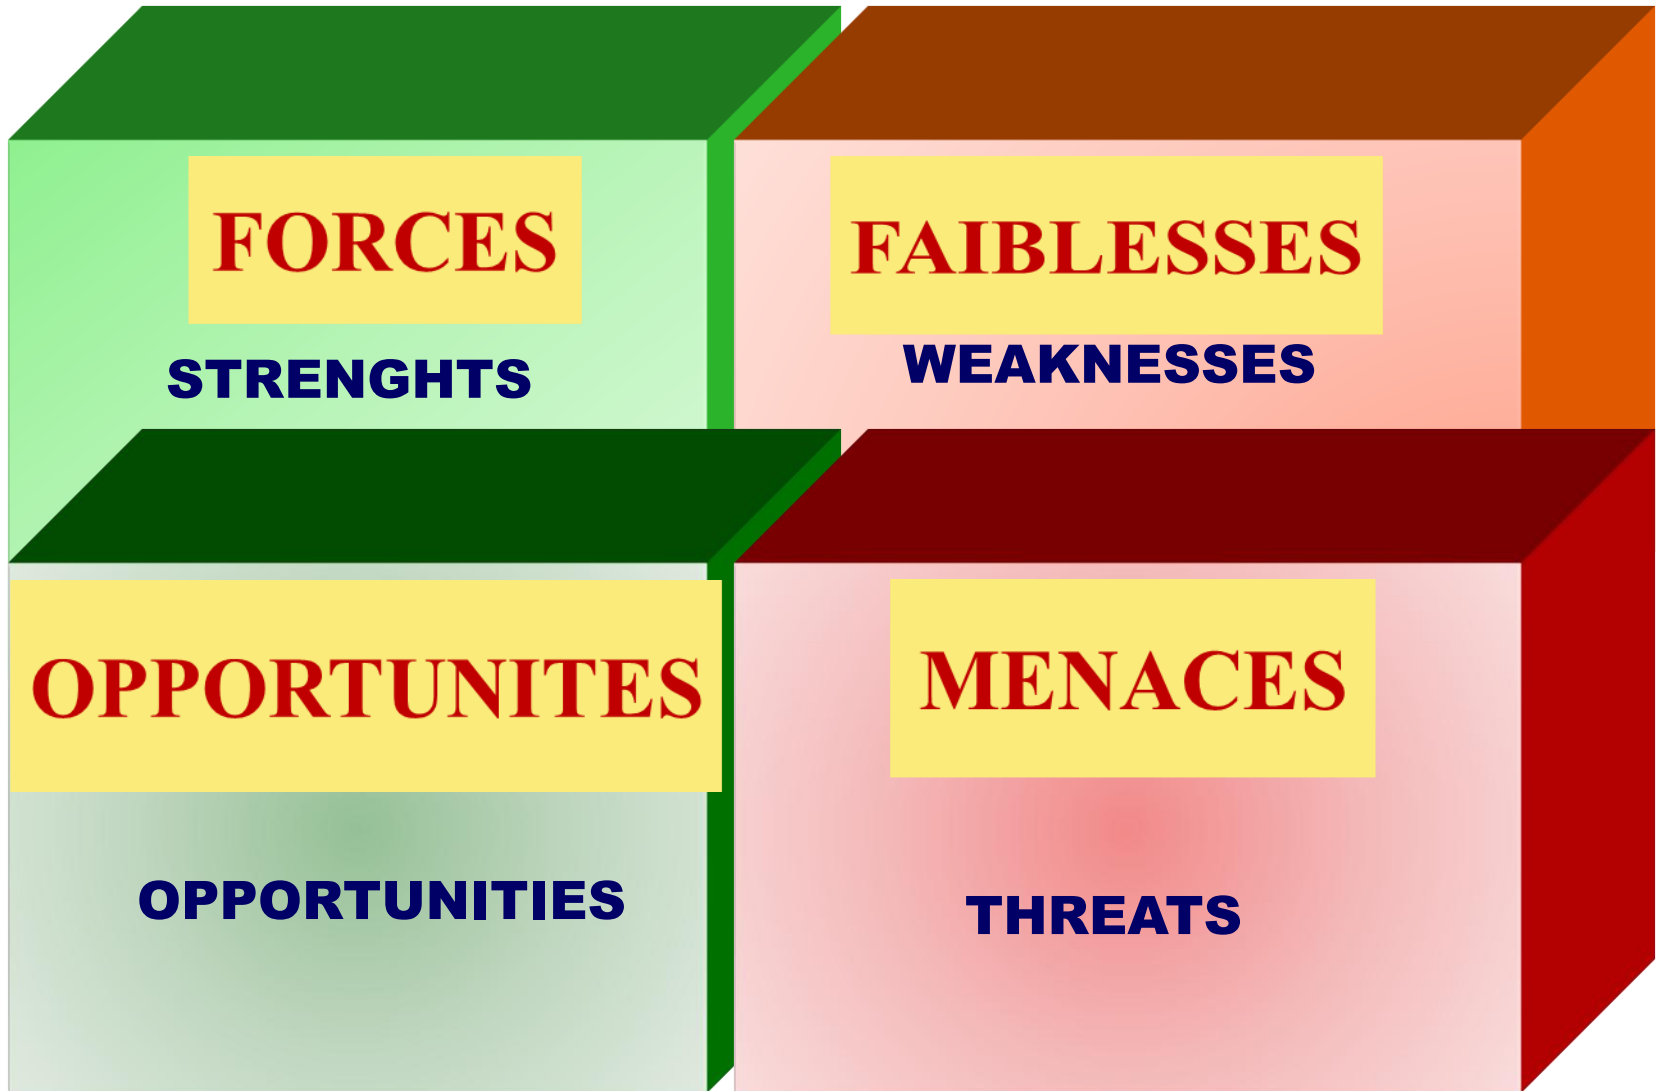 FORCES
STRENGHTS
FAIBLESSES
WEAKNESSES
OPPORTUNITES
OPPORTUNITIES
MENACES
THREATS